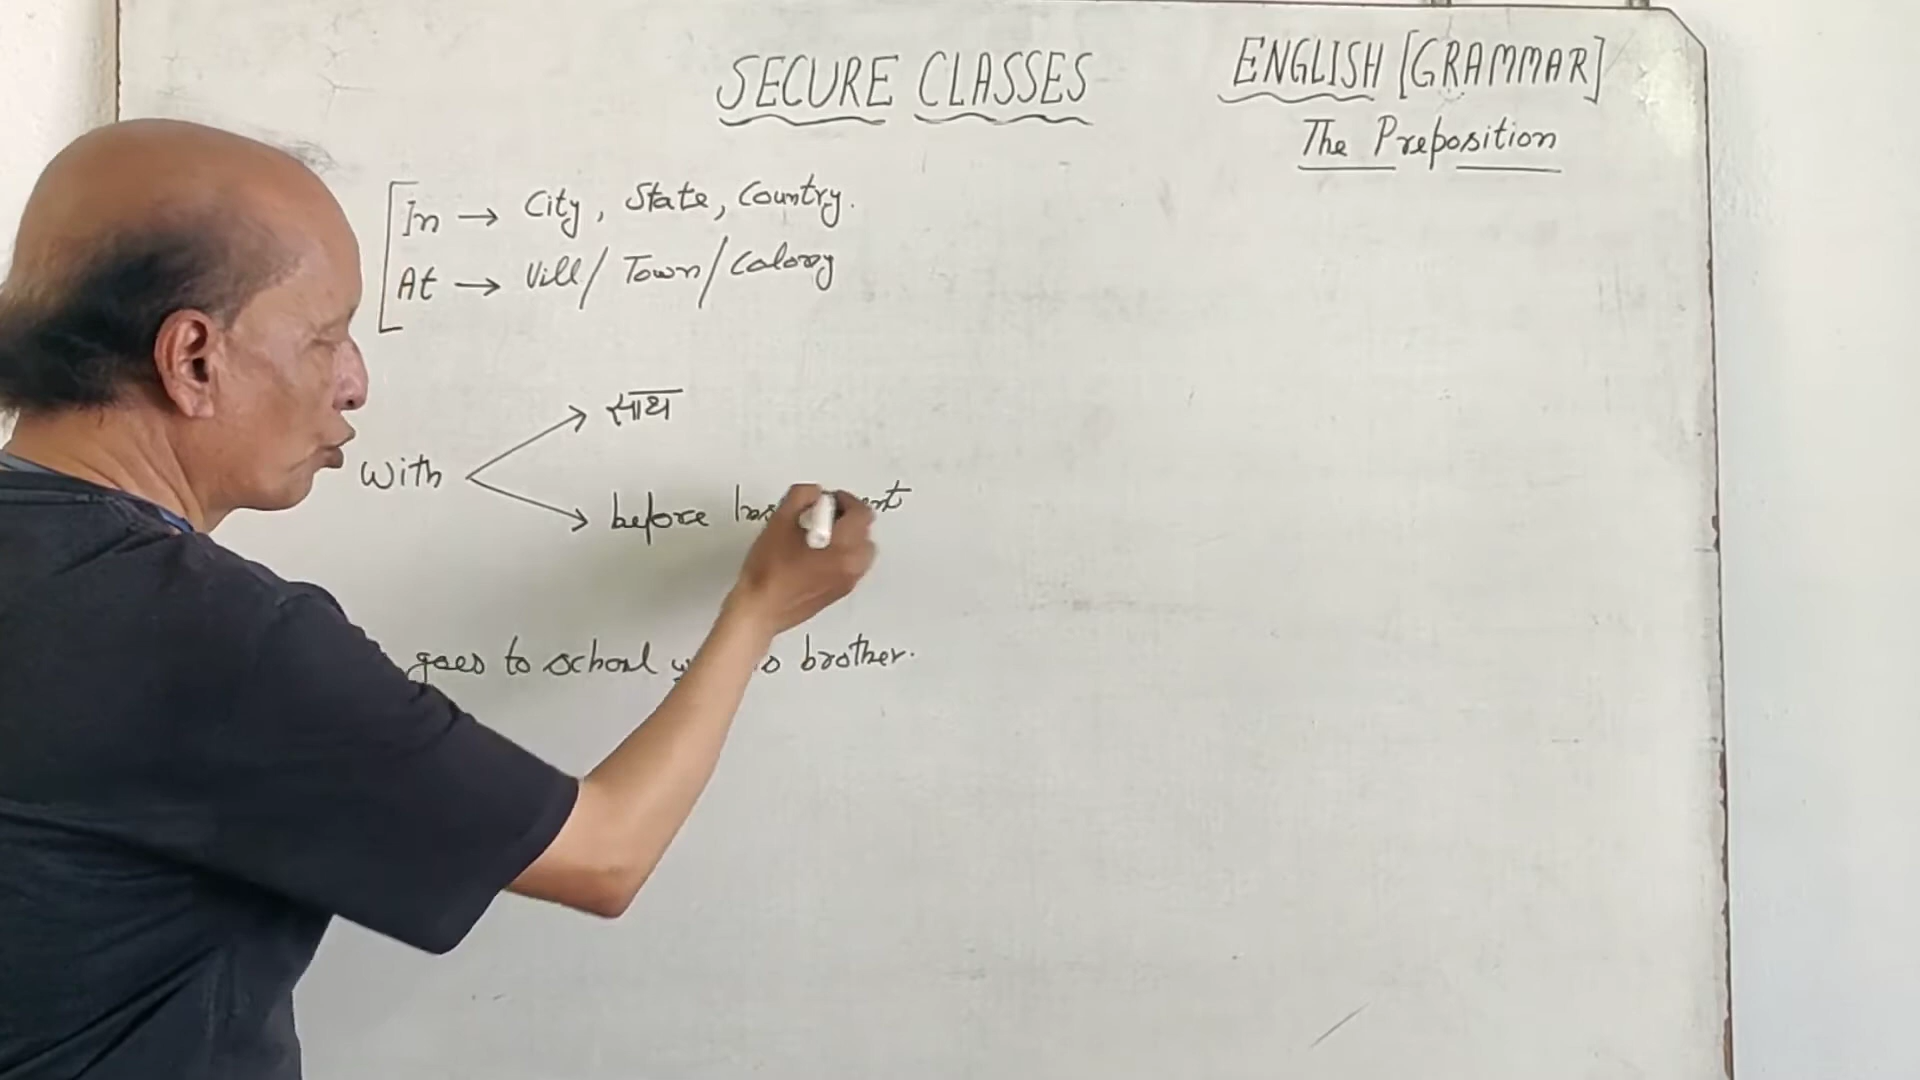 SECURE CLASSES
ENGLISH [GRAMMAR]
The Preposition
In → City, State, Country.
At → Vill/ Town/ Colony
With
साथ
before
goes to school brother.